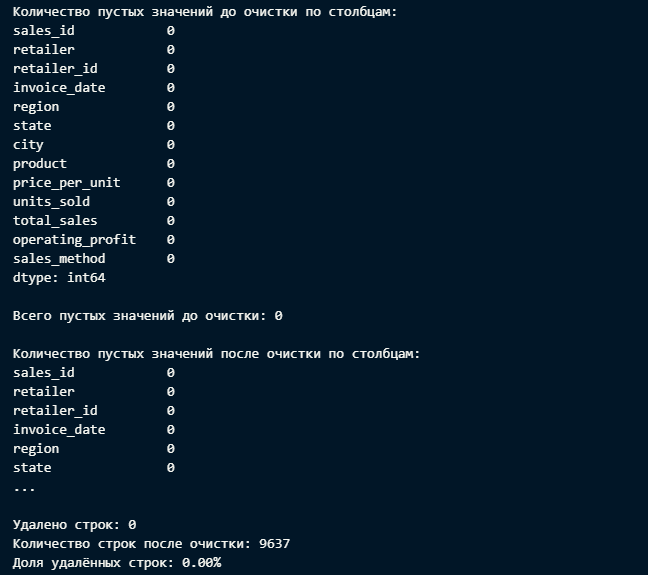 Количество пустых значений до очистки по столбцам:
sales_id 0
retailer 0
retailer_id 0
invoice_date 0
region 0
state 0
city 0
product 0
price_per_unit 0
units_sold 0
total_sales 0
operating_profit 0
sales_method 0
dtype: int64
Всего пустых значений до очистки: 0
Количество пустых значений после очистки по столбцам:
sales_id 0
retailer 0
retailer_id 0
invoice_date 0
region 0
state 0
...
Удалено строк: 0
Количество строк после очистки: 9637
Доля удалённых строк: 0.00%